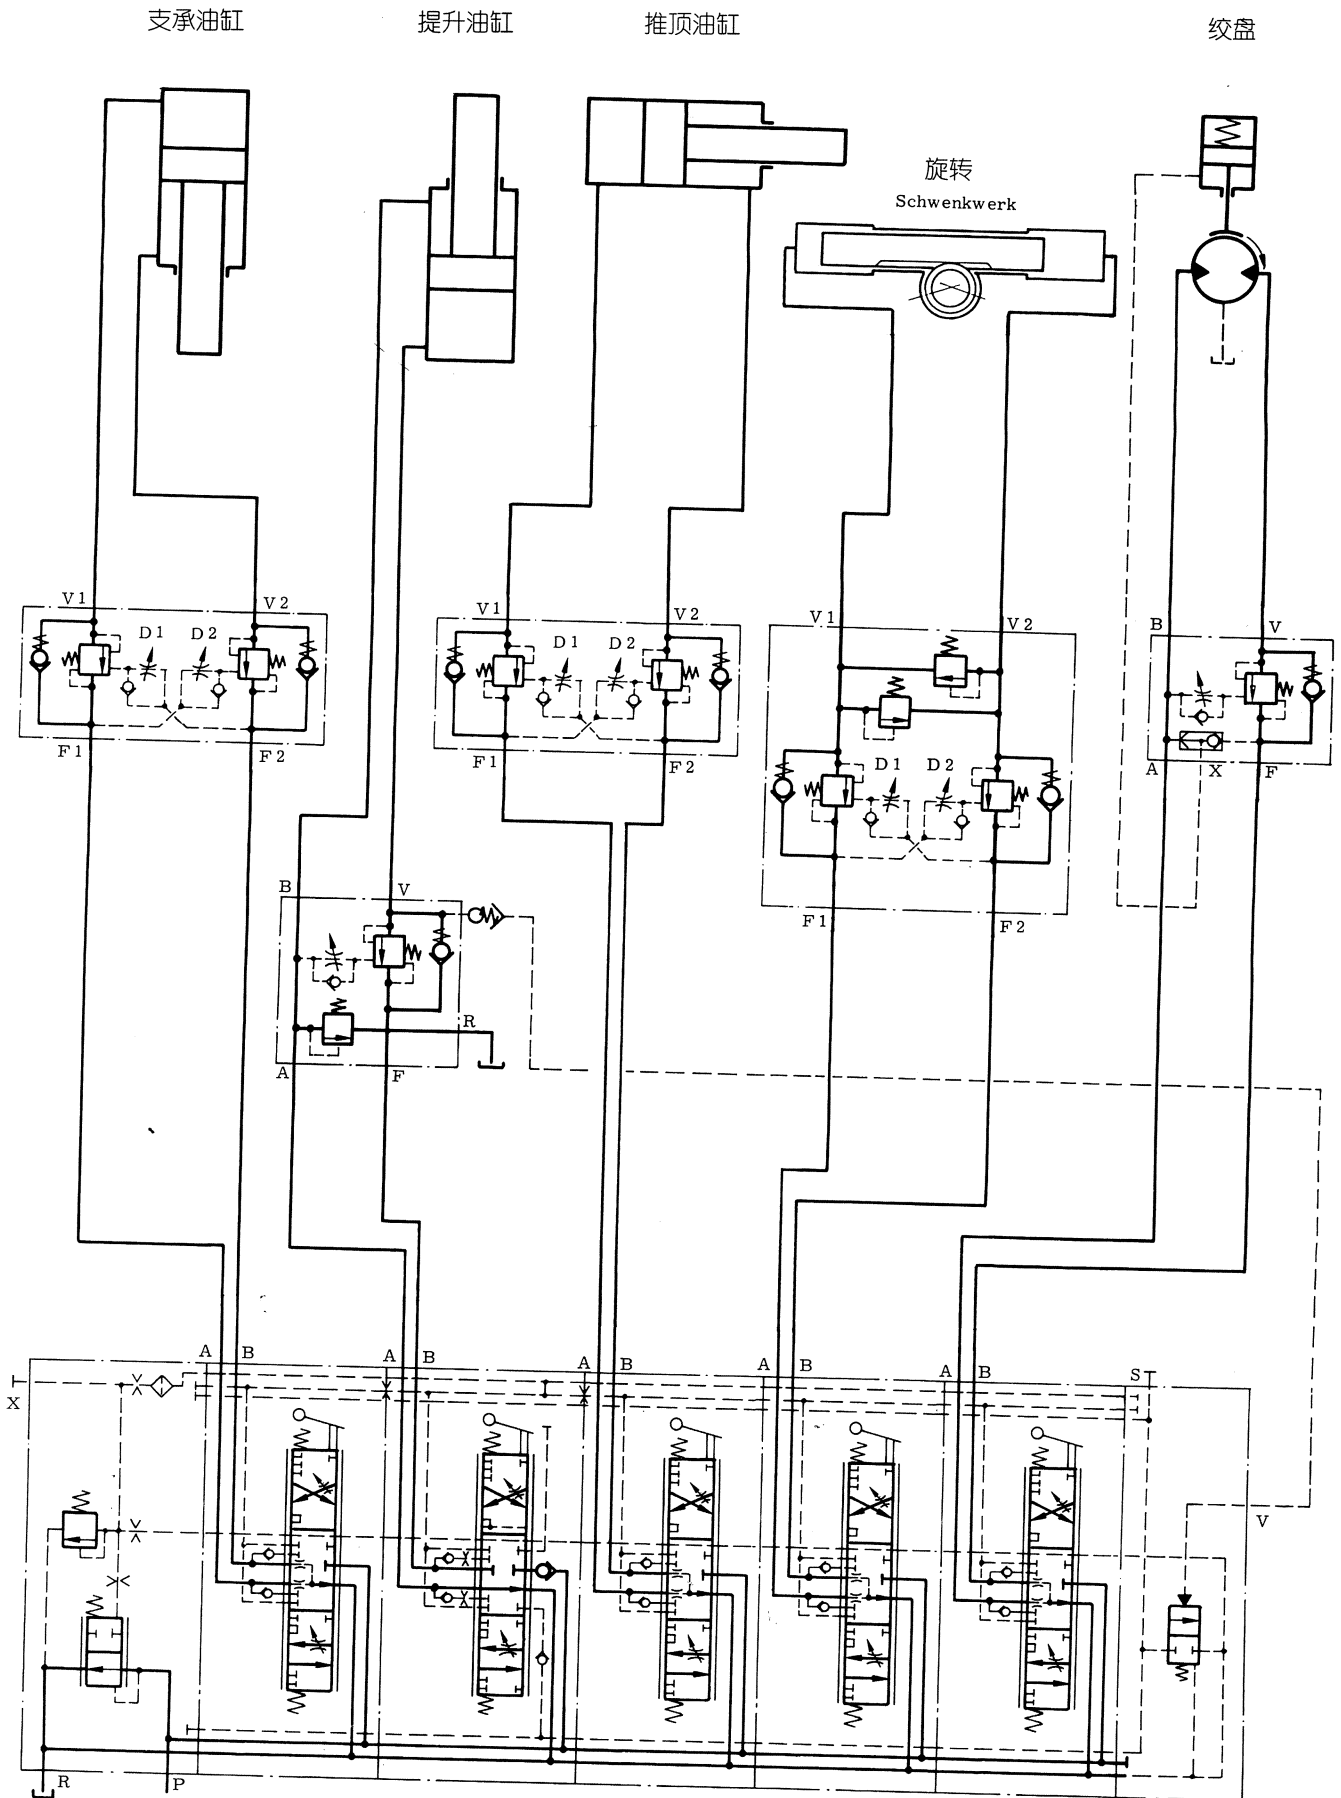 支承油缸 提升油缸 推顶油缸 绞盘
旋转
Schwenkwerk
V1 V2 V1 V2 V1 V2 B V
D1 D2 D1 D2
F1 F2 F1 F2 A X F
D1 D2
B V
F1 F2
R
A F
A B A B A B A B A B S
X
V
R P